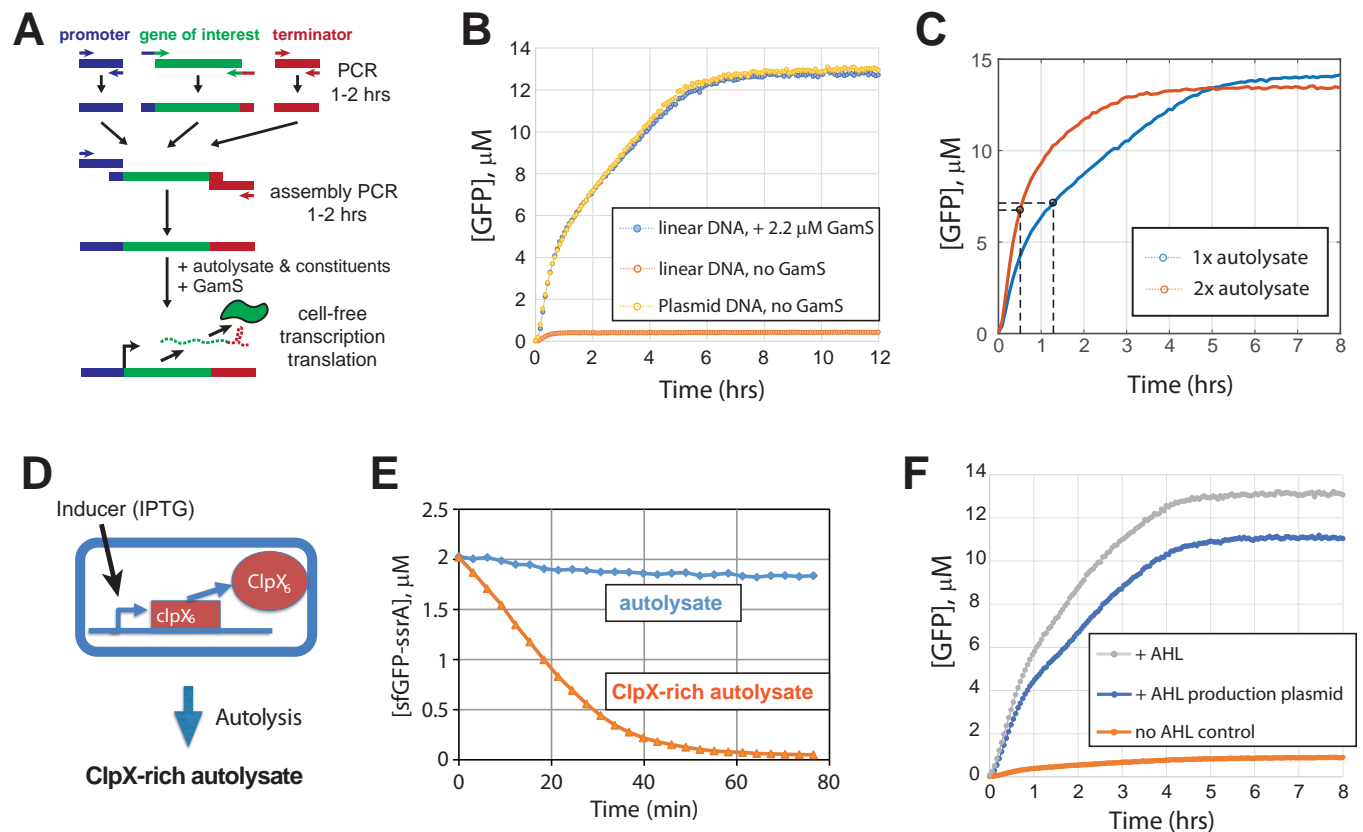 A
promoter gene of interest terminator
PCR
1-2 hrs
assembly PCR
1-2 hrs
+ autolysate & constituents
+ GamS
cell-free
transcription
translation
B
[GFP], μM
14
12
10
8
6
4
2
0
linear DNA, + 2.2 μM GamS
linear DNA, no GamS
Plasmid DNA, no GamS
0 2 4 6 8 10 12
Time (hrs)
C
[GFP], μM
15
10
5
0
1x autolysate
2x autolysate
0 1 2 3 4 5 6 7 8
Time (hrs)
D
Inducer (IPTG)
ClpX6
clpX6
Autolysis
ClpX-rich autolysate
E
[sfGFP-ssrA], μM
2.5
2
1.5
1
0.5
0
autolysate
ClpX-rich autolysate
0 20 40 60 80
Time (min)
F
[GFP], μM
14
12
10
8
6
4
2
0
+ AHL
+ AHL production plasmid
no AHL control
0 1 2 3 4 5 6 7 8
Time (hrs)